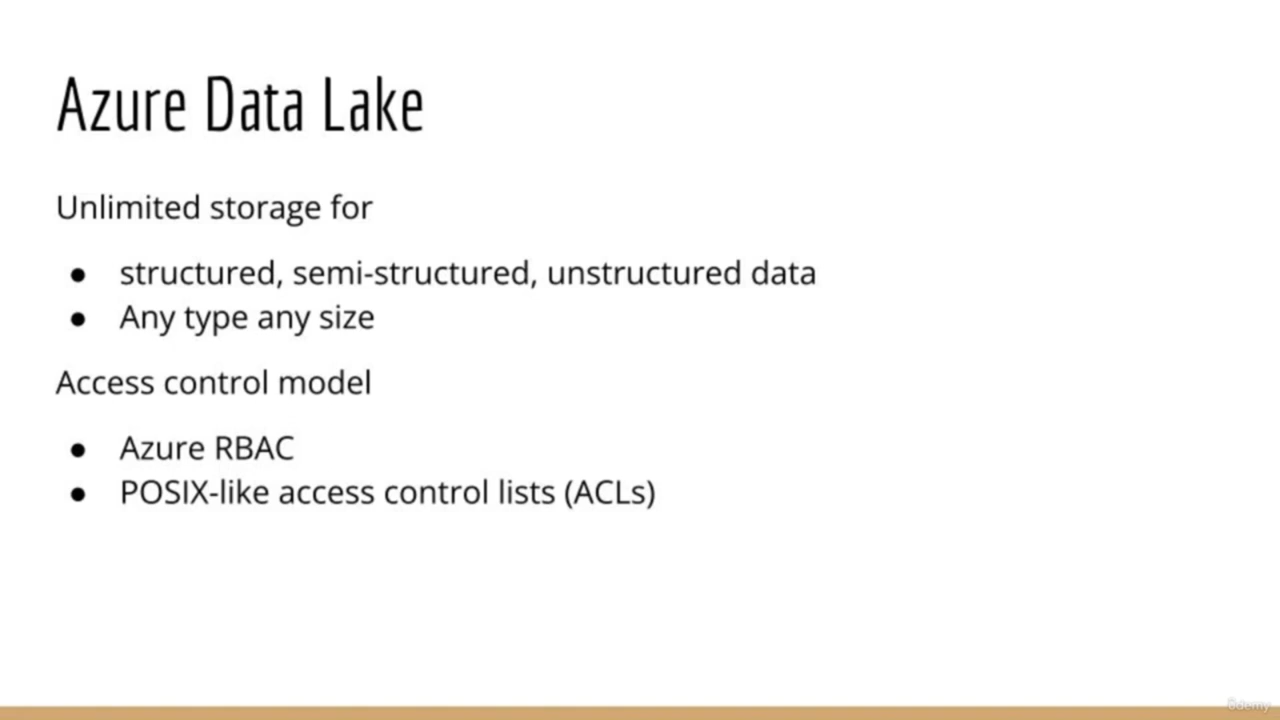 Azure Data Lake
Unlimited storage for
● structured, semi-structured, unstructured data
● Any type any size
Access control model
● Azure RBAC
● POSIX-like access control lists (ACLs)
ûdemy